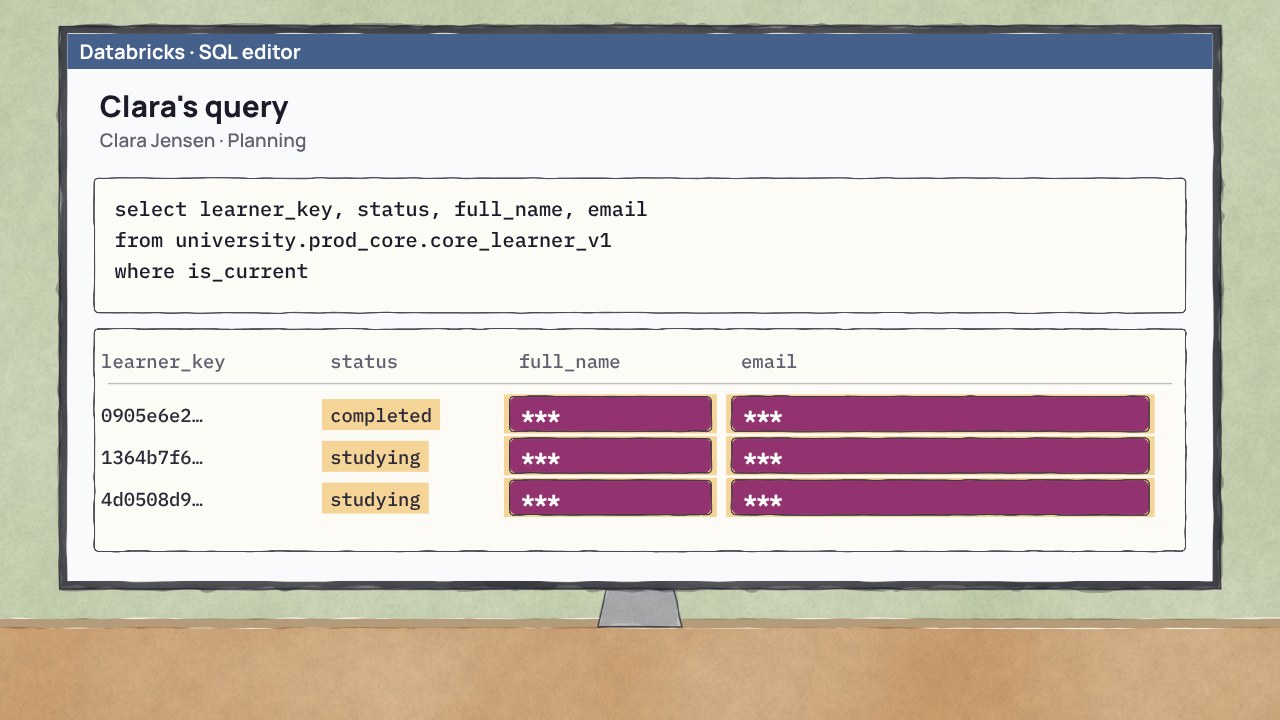 Databricks · SQL editor
Clara's query
Clara Jensen · Planning
select learner_key, status, full_name, email
from university.prod_core.core_learner_v1
where is_current
learner_key status full_name email
0905e6e2… completed *** ***
1364b7f6… studying *** ***
4d0508d9… studying *** ***